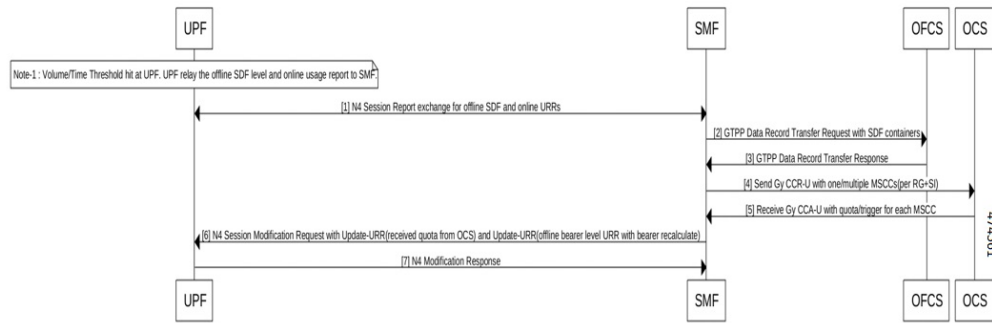 UPF
SMF
OFCS
OCS
Note-1 : Volume/Time Threshold hit at UPF. UPF relay the offline SDF level and online usage report to SMF.
[1] N4 Session Report exchange for offline SDF and online URRs
[2] GTPP Data Record Transfer Request with SDF containers
[3] GTPP Data Record Transfer Response
[4] Send Gy CCR-U with one/multiple MSCCs(per RG+SI)
[5] Receive Gy CCA-U with quota/trigger for each MSCC
[6] N4 Session Modification Request with Update-URR(received quota from OCS) and Update-URR(offline bearer level URR with bearer recalculate)
[7] N4 Modification Response
UPF
SMF
OFCS
OCS